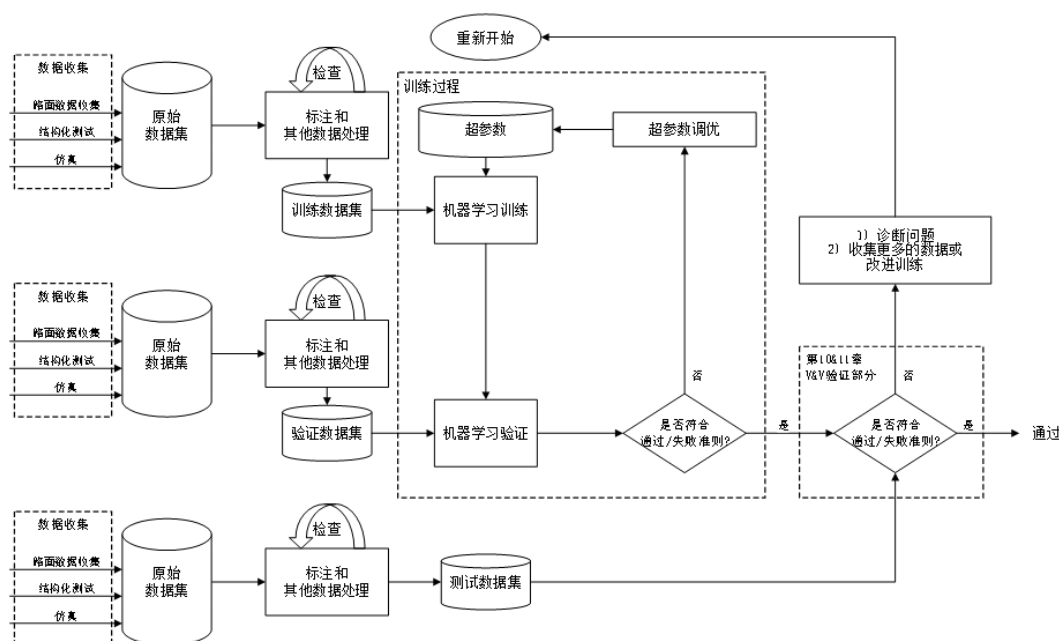 重新开始
数据收集
路面数据收集
结构化测试
仿真
原始
数据集
检查
标注和
其他数据处理
训练数据集
训练过程
超参数
超参数调优
机器学习训练
1) 诊断问题
2) 收集更多的数据或
改进训练
数据收集
路面数据收集
结构化测试
仿真
原始
数据集
检查
标注和
其他数据处理
验证数据集
机器学习验证
否
是否符合
通过/失败准则?
是
第10&11章
V&V验证部分
否
是否符合
通过/失败准则?
是
通过
数据收集
路面数据收集
结构化测试
仿真
原始
数据集
检查
标注和
其他数据处理
测试数据集